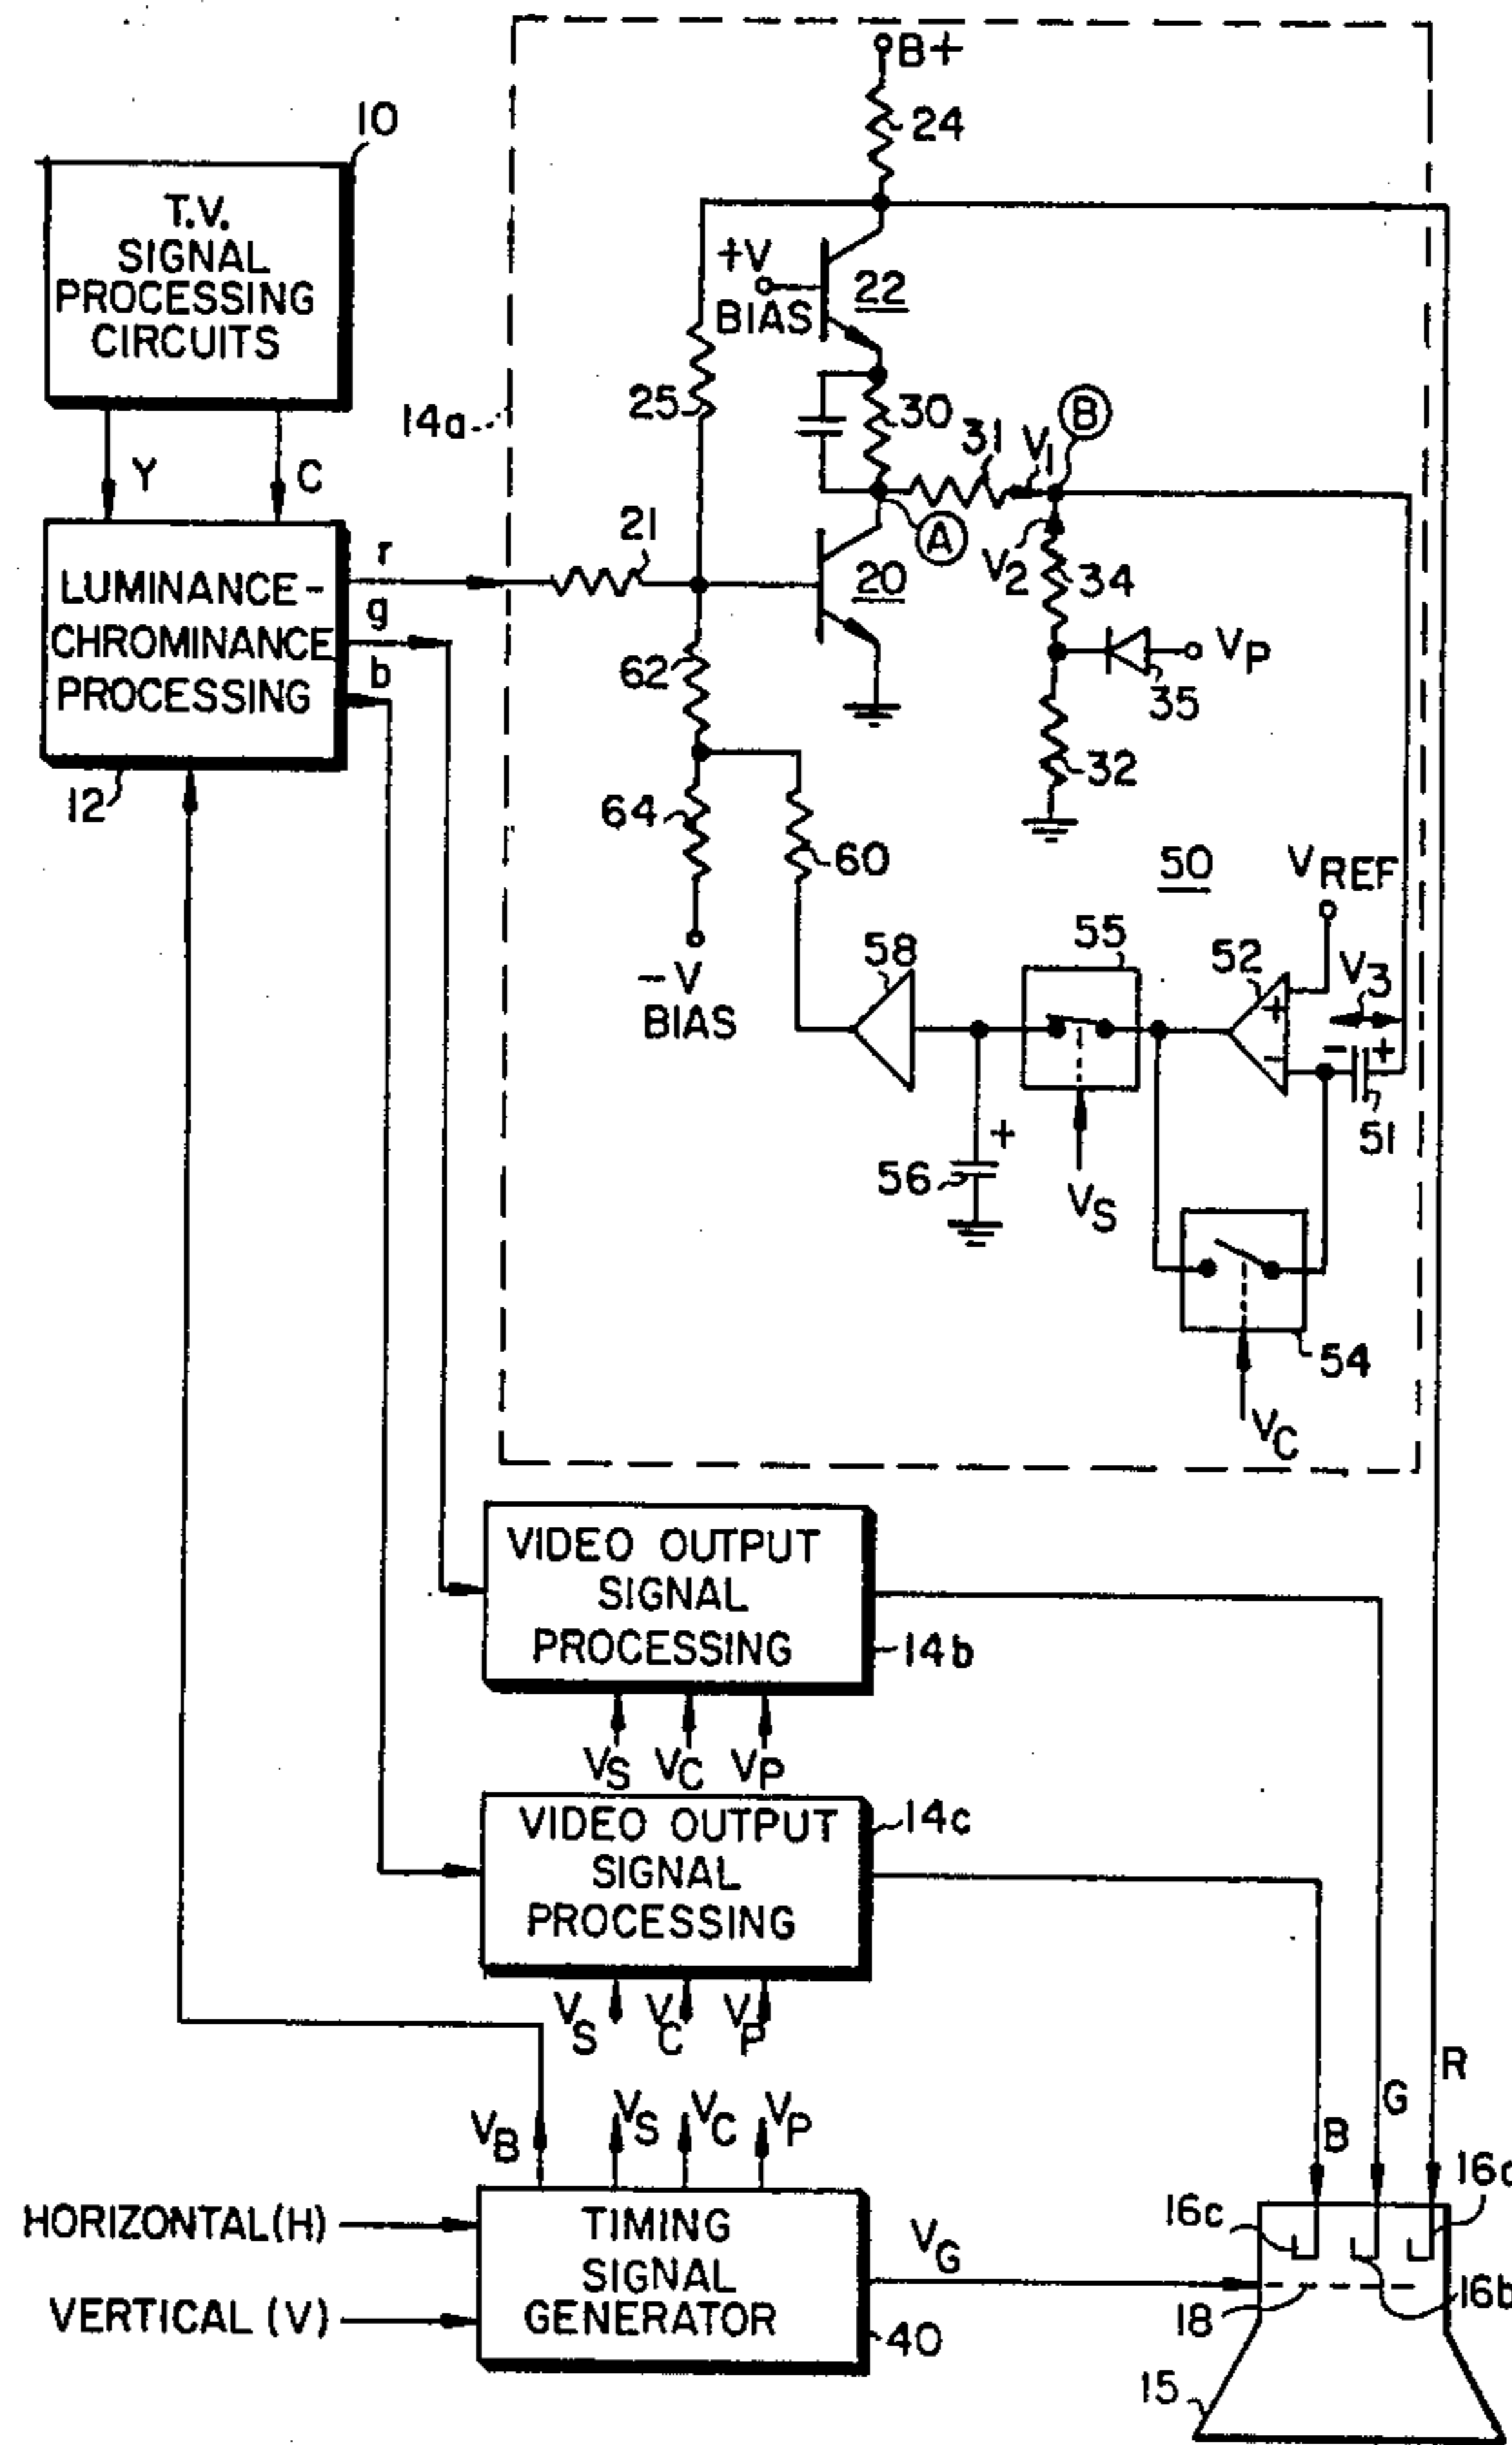 B+
24
10
T.V.
SIGNAL
PROCESSING
CIRCUITS
+V
BIAS
22
25
30
31
V1
B
14a
Y
C
A
21
V2
34
20
r
g
b
LUMINANCE-
CHROMINANCE
PROCESSING
VP
35
62
32
12
64
60
50
VREF
58
55
52
V3
-V
BIAS
+
-
- +
51
+
56
VS
54
VC
VIDEO OUTPUT
SIGNAL
PROCESSING
14b
VS VC VP
VIDEO OUTPUT
SIGNAL
PROCESSING
14c
VS VC VP
R
G
B
VB VS VC VP
HORIZONTAL(H)
VERTICAL (V)
TIMING
SIGNAL
GENERATOR
40
VG
16c
16b
18
15